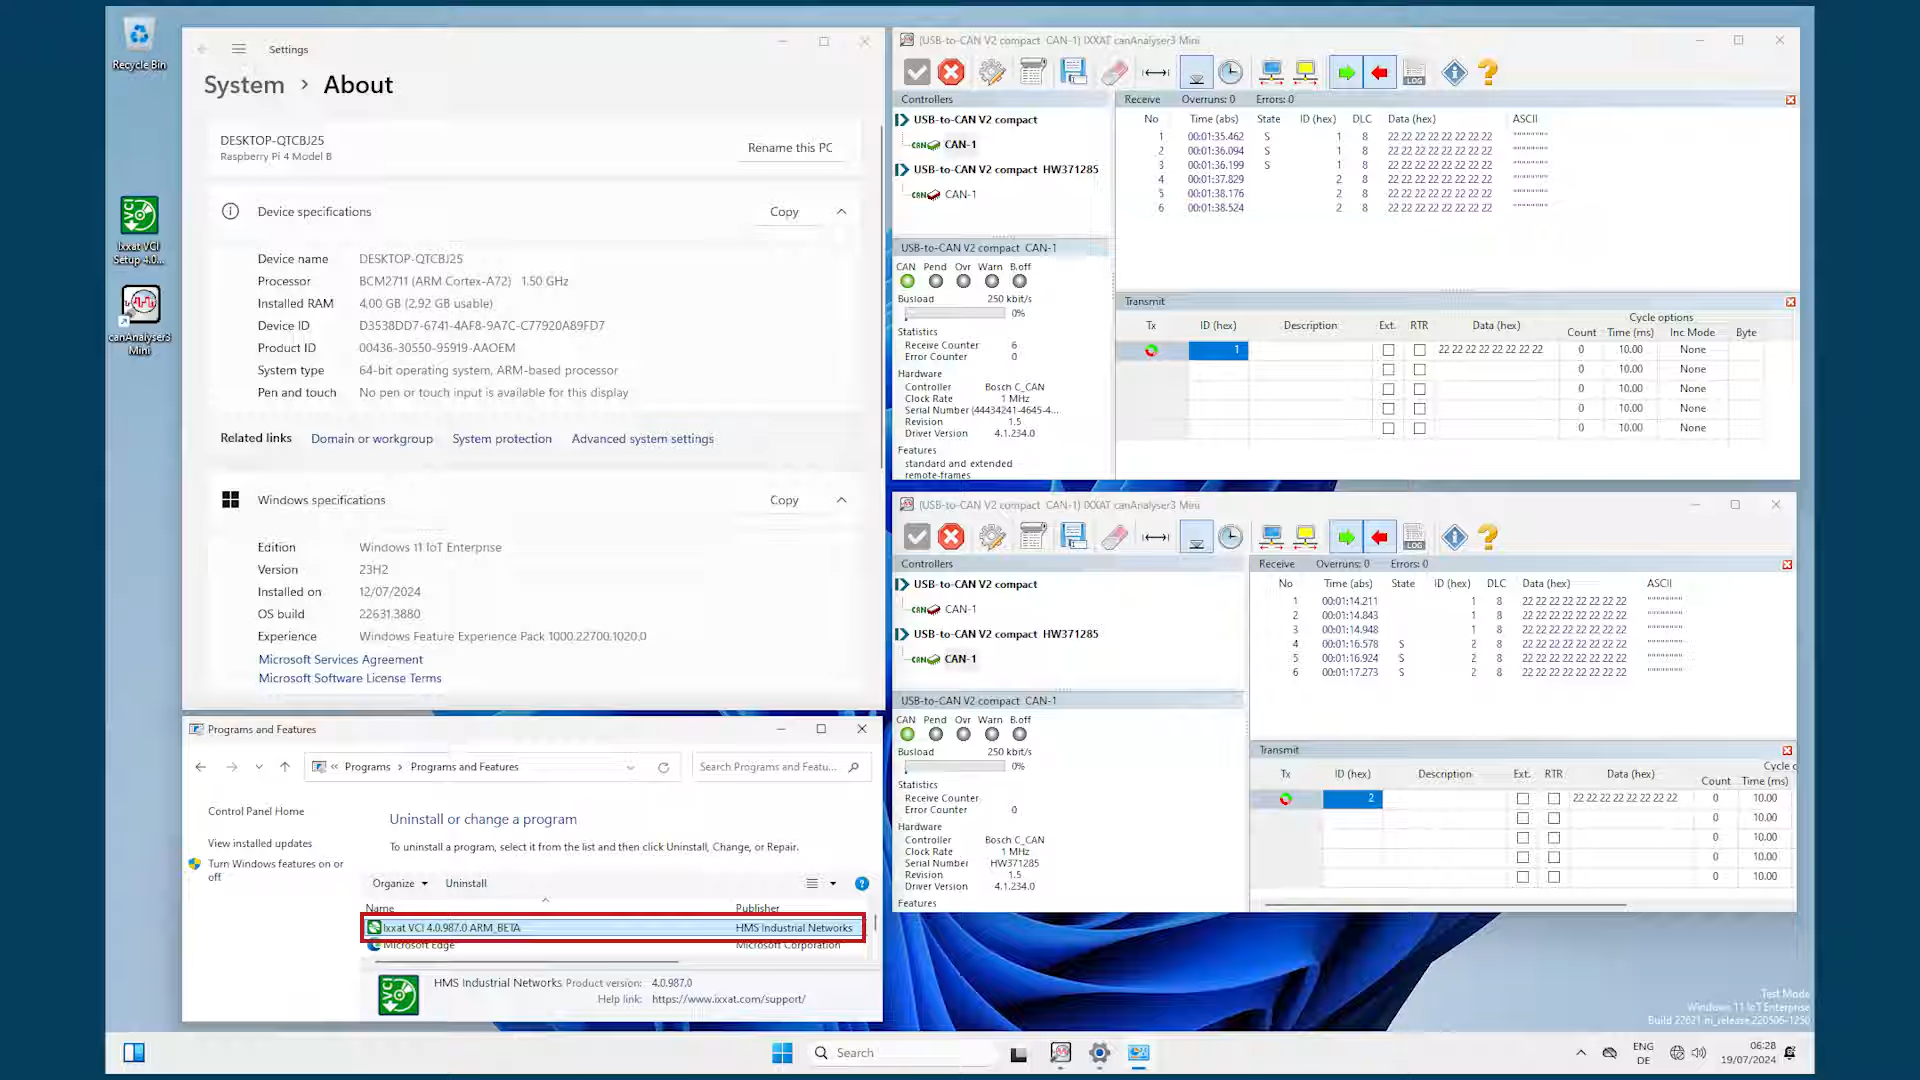 Recycle Bin
Ixxat VCI
Setup 4.0...
canAnalyser3
Mini
Settings
System > About
DESKTOP-QTCBJ25
Raspberry Pi 4 Model B
Rename this PC
Device specifications
Copy
Device name DESKTOP-QTCBJ25
Processor BCM2711 (ARM Cortex-A72) 1.50 GHz
Installed RAM 4,00 GB (2,92 GB usable)
Device ID D3538DD7-6741-4AF8-9A7C-C77920A89FD7
Product ID 00436-30550-95919-AAOEM
System type 64-bit operating system, ARM-based processor
Pen and touch No pen or touch input is available for this display
Related links Domain or workgroup System protection Advanced system settings
Windows specifications
Copy
Edition Windows 11 IoT Enterprise
Version 23H2
Installed on 12/07/2024
OS build 22631.3880
Experience Windows Feature Experience Pack 1000.22700.1020.0
Microsoft Services Agreement
Microsoft Software License Terms
Programs and Features
« Programs > Programs and Features
Search Programs and Featu...
Control Panel Home
View installed updates
Turn Windows features on or
off
Uninstall or change a program
To uninstall a program, select it from the list and then click Uninstall, Change, or Repair.
Organize Uninstall
Name Publisher
Ixxat VCI 4.0.987.0 ARM_BETA HMS Industrial Networks
Microsoft Edge Microsoft Corporation
HMS Industrial Networks Product version: 4.0.987.0
Help link: https://www.ixxat.com/support/
(USB-to-CAN V2 compact CAN-1) IXXAT canAnalyser3 Mini
LOG
Controllers
USB-to-CAN V2 compact
CAN CAN-1
USB-to-CAN V2 compact HW371285
CAN CAN-1
USB-to-CAN V2 compact CAN-1
CAN Pend Ovr Warn B.off
Busload 250 kbit/s
0%
Statistics
Receive Counter 6
Error Counter 0
Hardware
Controller Bosch C_CAN
Clock Rate 1 MHz
Serial Number (44434241-4645-4...
Revision 1.5
Driver Version 4.1.234.0
Features
standard and extended
remote-frames
Receive Overruns: 0 Errors: 0
No Time (abs) State ID (hex) DLC Data (hex) ASCII
1 00:01:35.462 S 1 8 22 22 22 22 22 22 22 22 """"""""
2 00:01:36.094 S 1 8 22 22 22 22 22 22 22 22 """"""""
3 00:01:36.199 S 1 8 22 22 22 22 22 22 22 22 """"""""
4 00:01:37.829 2 8 22 22 22 22 22 22 22 22 """"""""
5 00:01:38.176 2 8 22 22 22 22 22 22 22 22 """"""""
6 00:01:38.524 2 8 22 22 22 22 22 22 22 22 """"""""
Transmit
Cycle options
Tx ID (hex) Description Ext. RTR Data (hex) Count Time (ms) Inc Mode Byte
1 22 22 22 22 22 22 22 22 0 10.00 None
0 10.00 None
0 10.00 None
0 10.00 None
0 10.00 None
(USB-to-CAN V2 compact CAN-1) IXXAT canAnalyser3 Mini
LOG
Controllers
USB-to-CAN V2 compact
CAN CAN-1
USB-to-CAN V2 compact HW371285
CAN CAN-1
USB-to-CAN V2 compact CAN-1
CAN Pend Ovr Warn B.off
Busload 250 kbit/s
0%
Statistics
Receive Counter
Error Counter 0
Hardware
Controller Bosch C_CAN
Clock Rate 1 MHz
Serial Number HW371285
Revision 1.5
Driver Version 4.1.234.0
Features
Receive Overruns: 0 Errors: 0
No Time (abs) State ID (hex) DLC Data (hex) ASCII
1 00:01:14.211 1 8 22 22 22 22 22 22 22 22 """"""""
2 00:01:14.843 1 8 22 22 22 22 22 22 22 22 """"""""
3 00:01:14.948 1 8 22 22 22 22 22 22 22 22 """"""""
4 00:01:16.578 S 2 8 22 22 22 22 22 22 22 22 """"""""
5 00:01:16.924 S 2 8 22 22 22 22 22 22 22 22 """"""""
6 00:01:17.273 S 2 8 22 22 22 22 22 22 22 22 """"""""
Transmit
Cycle o
Tx ID (hex) Description Ext. RTR Data (hex) Count Time (ms)
2 22 22 22 22 22 22 22 22 0 10.00
0 10.00
0 10.00
0 10.00
0 10.00
Test Mode
Windows 11 IoT Enterprise
Build 22621.ni_release.220506-1250
Search
ENG
DE
06:28
19/07/2024